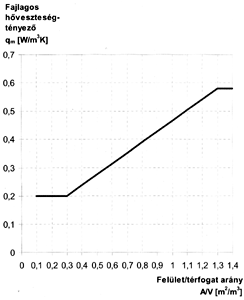 Fajlagos
hőveszteség-
tényező
qₘ [W/m³K]
0,7
0,6
0,5
0,4
0,3
0,2
0,1
0
0 0,1 0,2 0,3 0,4 0,5 0,6 0,7 0,8 0,9 1 1,1 1,2 1,3 1,4
Felület/térfogat arány
A/V [m²/m³]